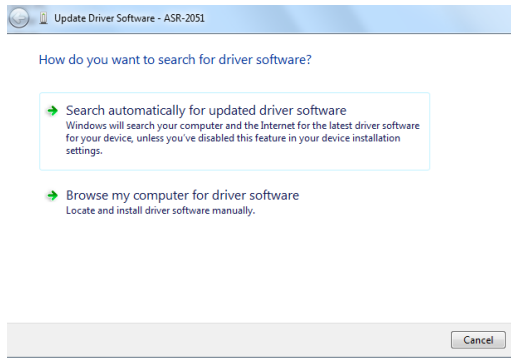 Update Driver Software - ASR-2051
How do you want to search for driver software?
Search automatically for updated driver software
Windows will search your computer and the Internet for the latest driver software
for your device, unless you've disabled this feature in your device installation
settings.
Browse my computer for driver software
Locate and install driver software manually.
Cancel